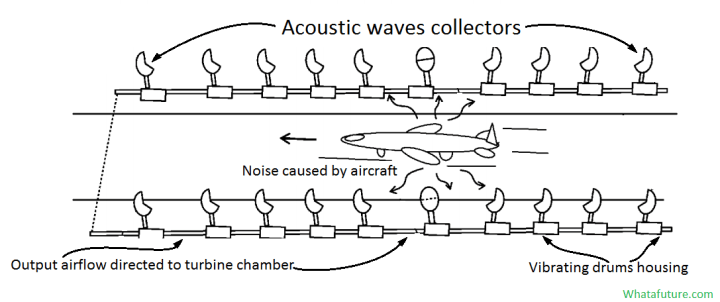 Acoustic waves collectors
Noise caused by aircraft
Output airflow directed to turbine chamber
Vibrating drums housing
Whatafuture.com